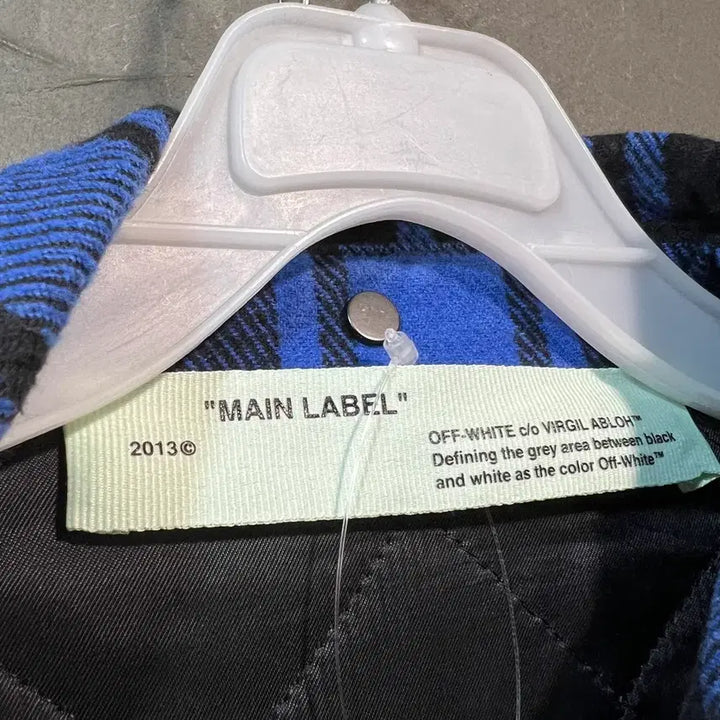 "MAIN LABEL"
2013©
OFF-WHITE c/o VIRGIL ABLOH™
Defining the grey area between black
and white as the color Off-White™